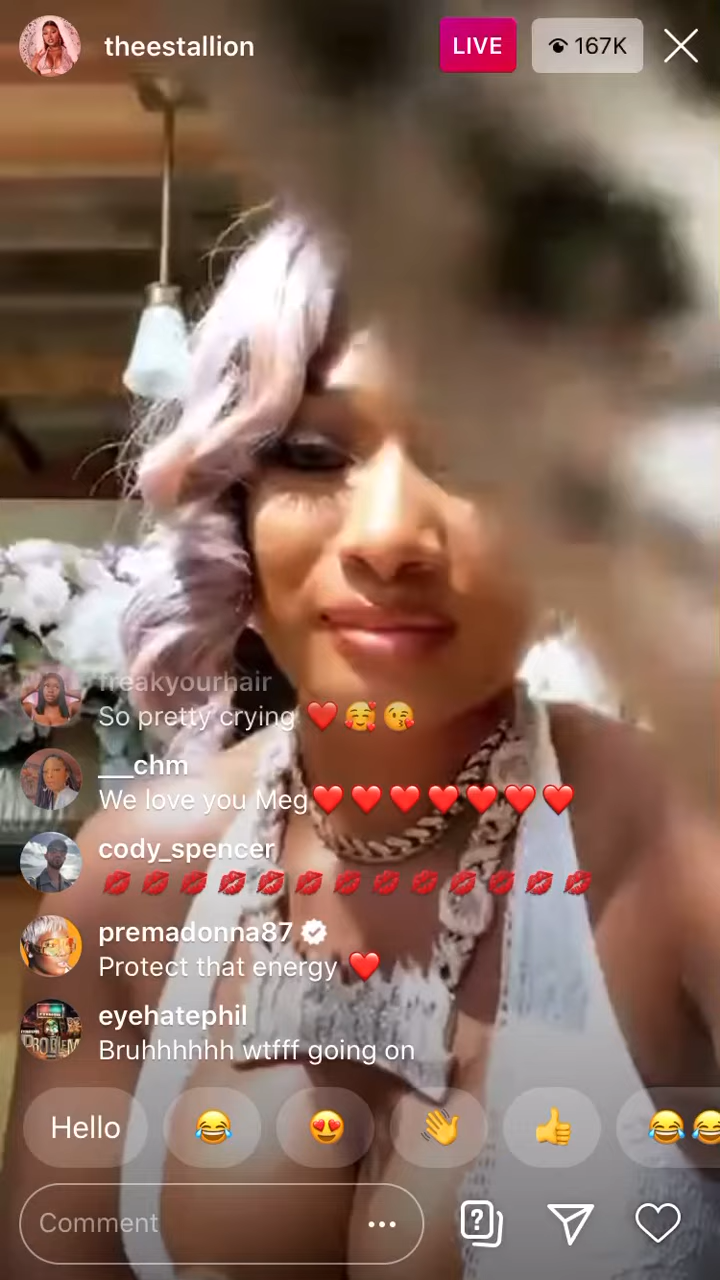 theestallion
LIVE
167K
freakyourhair
So pretty crying ❤️🥰😘
___chm
We love you Meg❤️❤️❤️❤️❤️❤️❤️
cody_spencer
💋💋💋💋💋💋💋💋💋💋💋💋💋
premadonna87
Protect that energy ❤️
eyehatephil
Bruhhhhhh wtfff going on
Hello 😂 😍 👋 👍 😂😂
Comment